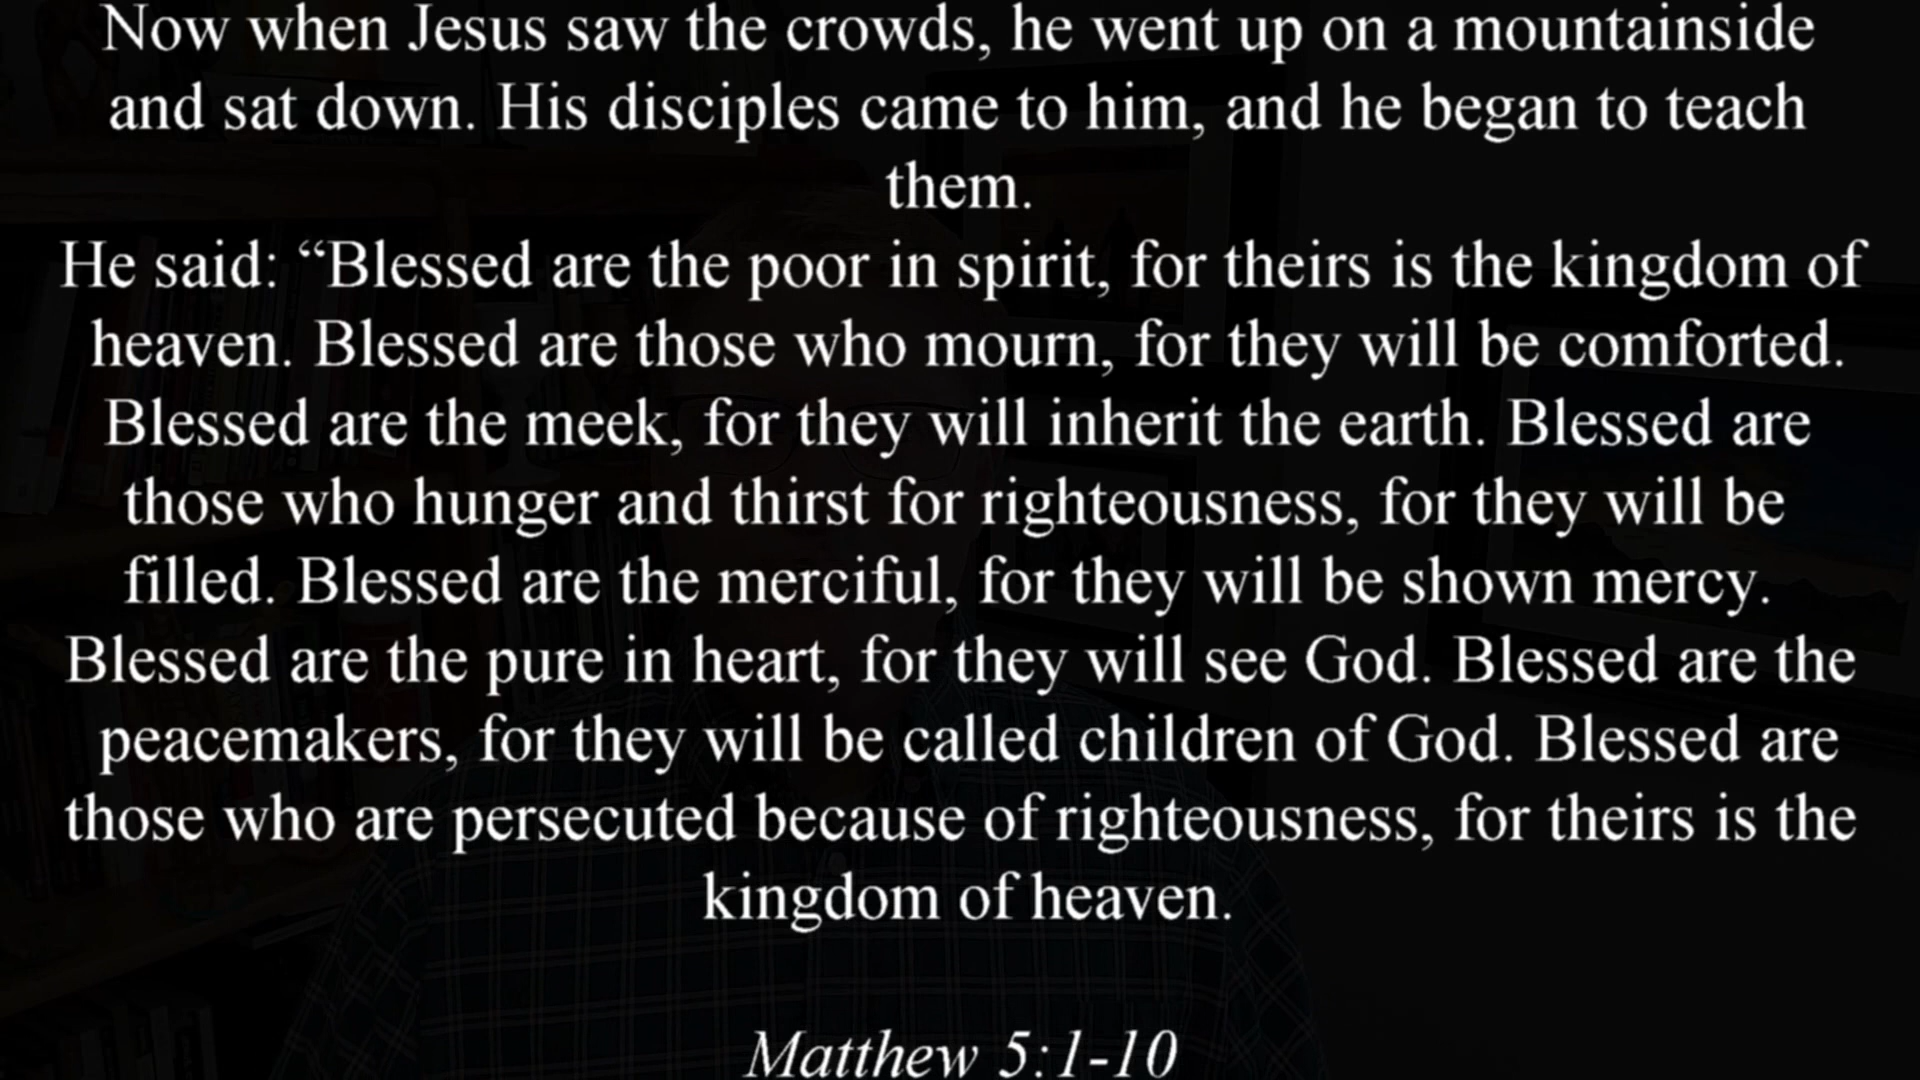 Now when Jesus saw the crowds, he went up on a mountainside
and sat down. His disciples came to him, and he began to teach
them.
He said: “Blessed are the poor in spirit, for theirs is the kingdom of
heaven. Blessed are those who mourn, for they will be comforted.
Blessed are the meek, for they will inherit the earth. Blessed are
those who hunger and thirst for righteousness, for they will be
filled. Blessed are the merciful, for they will be shown mercy.
Blessed are the pure in heart, for they will see God. Blessed are the
peacemakers, for they will be called children of God. Blessed are
those who are persecuted because of righteousness, for theirs is the
kingdom of heaven.
Matthew 5:1-10